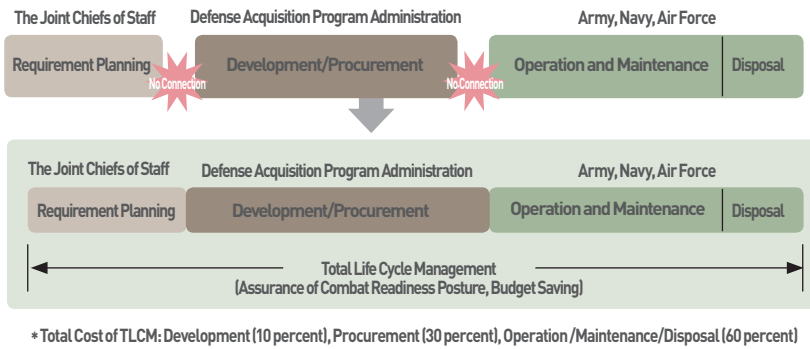 The Joint Chiefs of Staff
Defense Acquisition Program Administration
Army, Navy, Air Force
Requirement Planning
No Connection
Development/Procurement
No Connection
Operation and Maintenance
Disposal
The Joint Chiefs of Staff
Defense Acquisition Program Administration
Army, Navy, Air Force
Requirement Planning
Development/Procurement
Operation and Maintenance
Disposal
Total Life Cycle Management
(Assurance of Combat Readiness Posture, Budget Saving)
* Total Cost of TLCM: Development (10 percent), Procurement (30 percent), Operation /Maintenance/Disposal (60 percent)